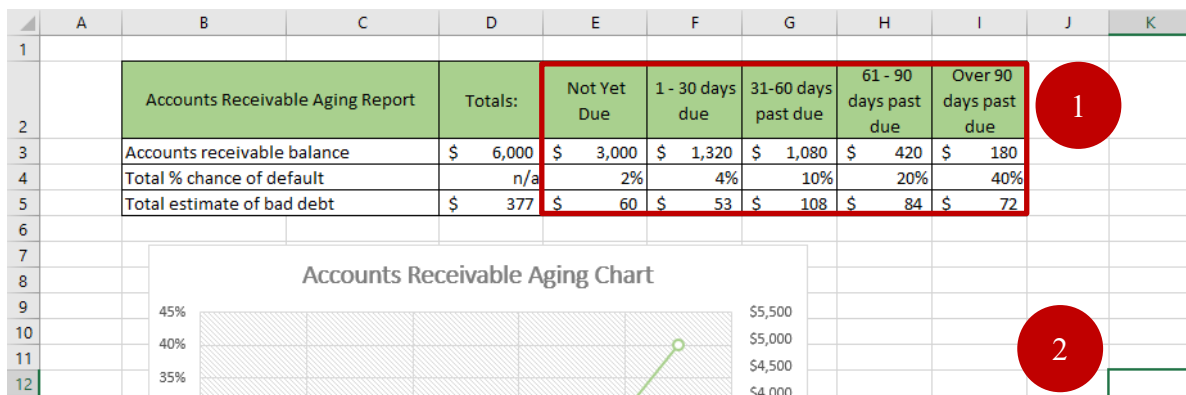 A B C D E F G H I J K
1
2 Accounts Receivable Aging Report Totals: Not Yet Due 1 - 30 days due 31-60 days past due 61 - 90 days past due Over 90 days past due 1
3 Accounts receivable balance $ 6,000 $ 3,000 $ 1,320 $ 1,080 $ 420 $ 180
4 Total % chance of default n/a 2% 4% 10% 20% 40%
5 Total estimate of bad debt $ 377 $ 60 $ 53 $ 108 $ 84 $ 72
6
7
8 Accounts Receivable Aging Chart
9 45% $5,500
10 40% $5,000
11 $4,500 2
12 35% $4,000